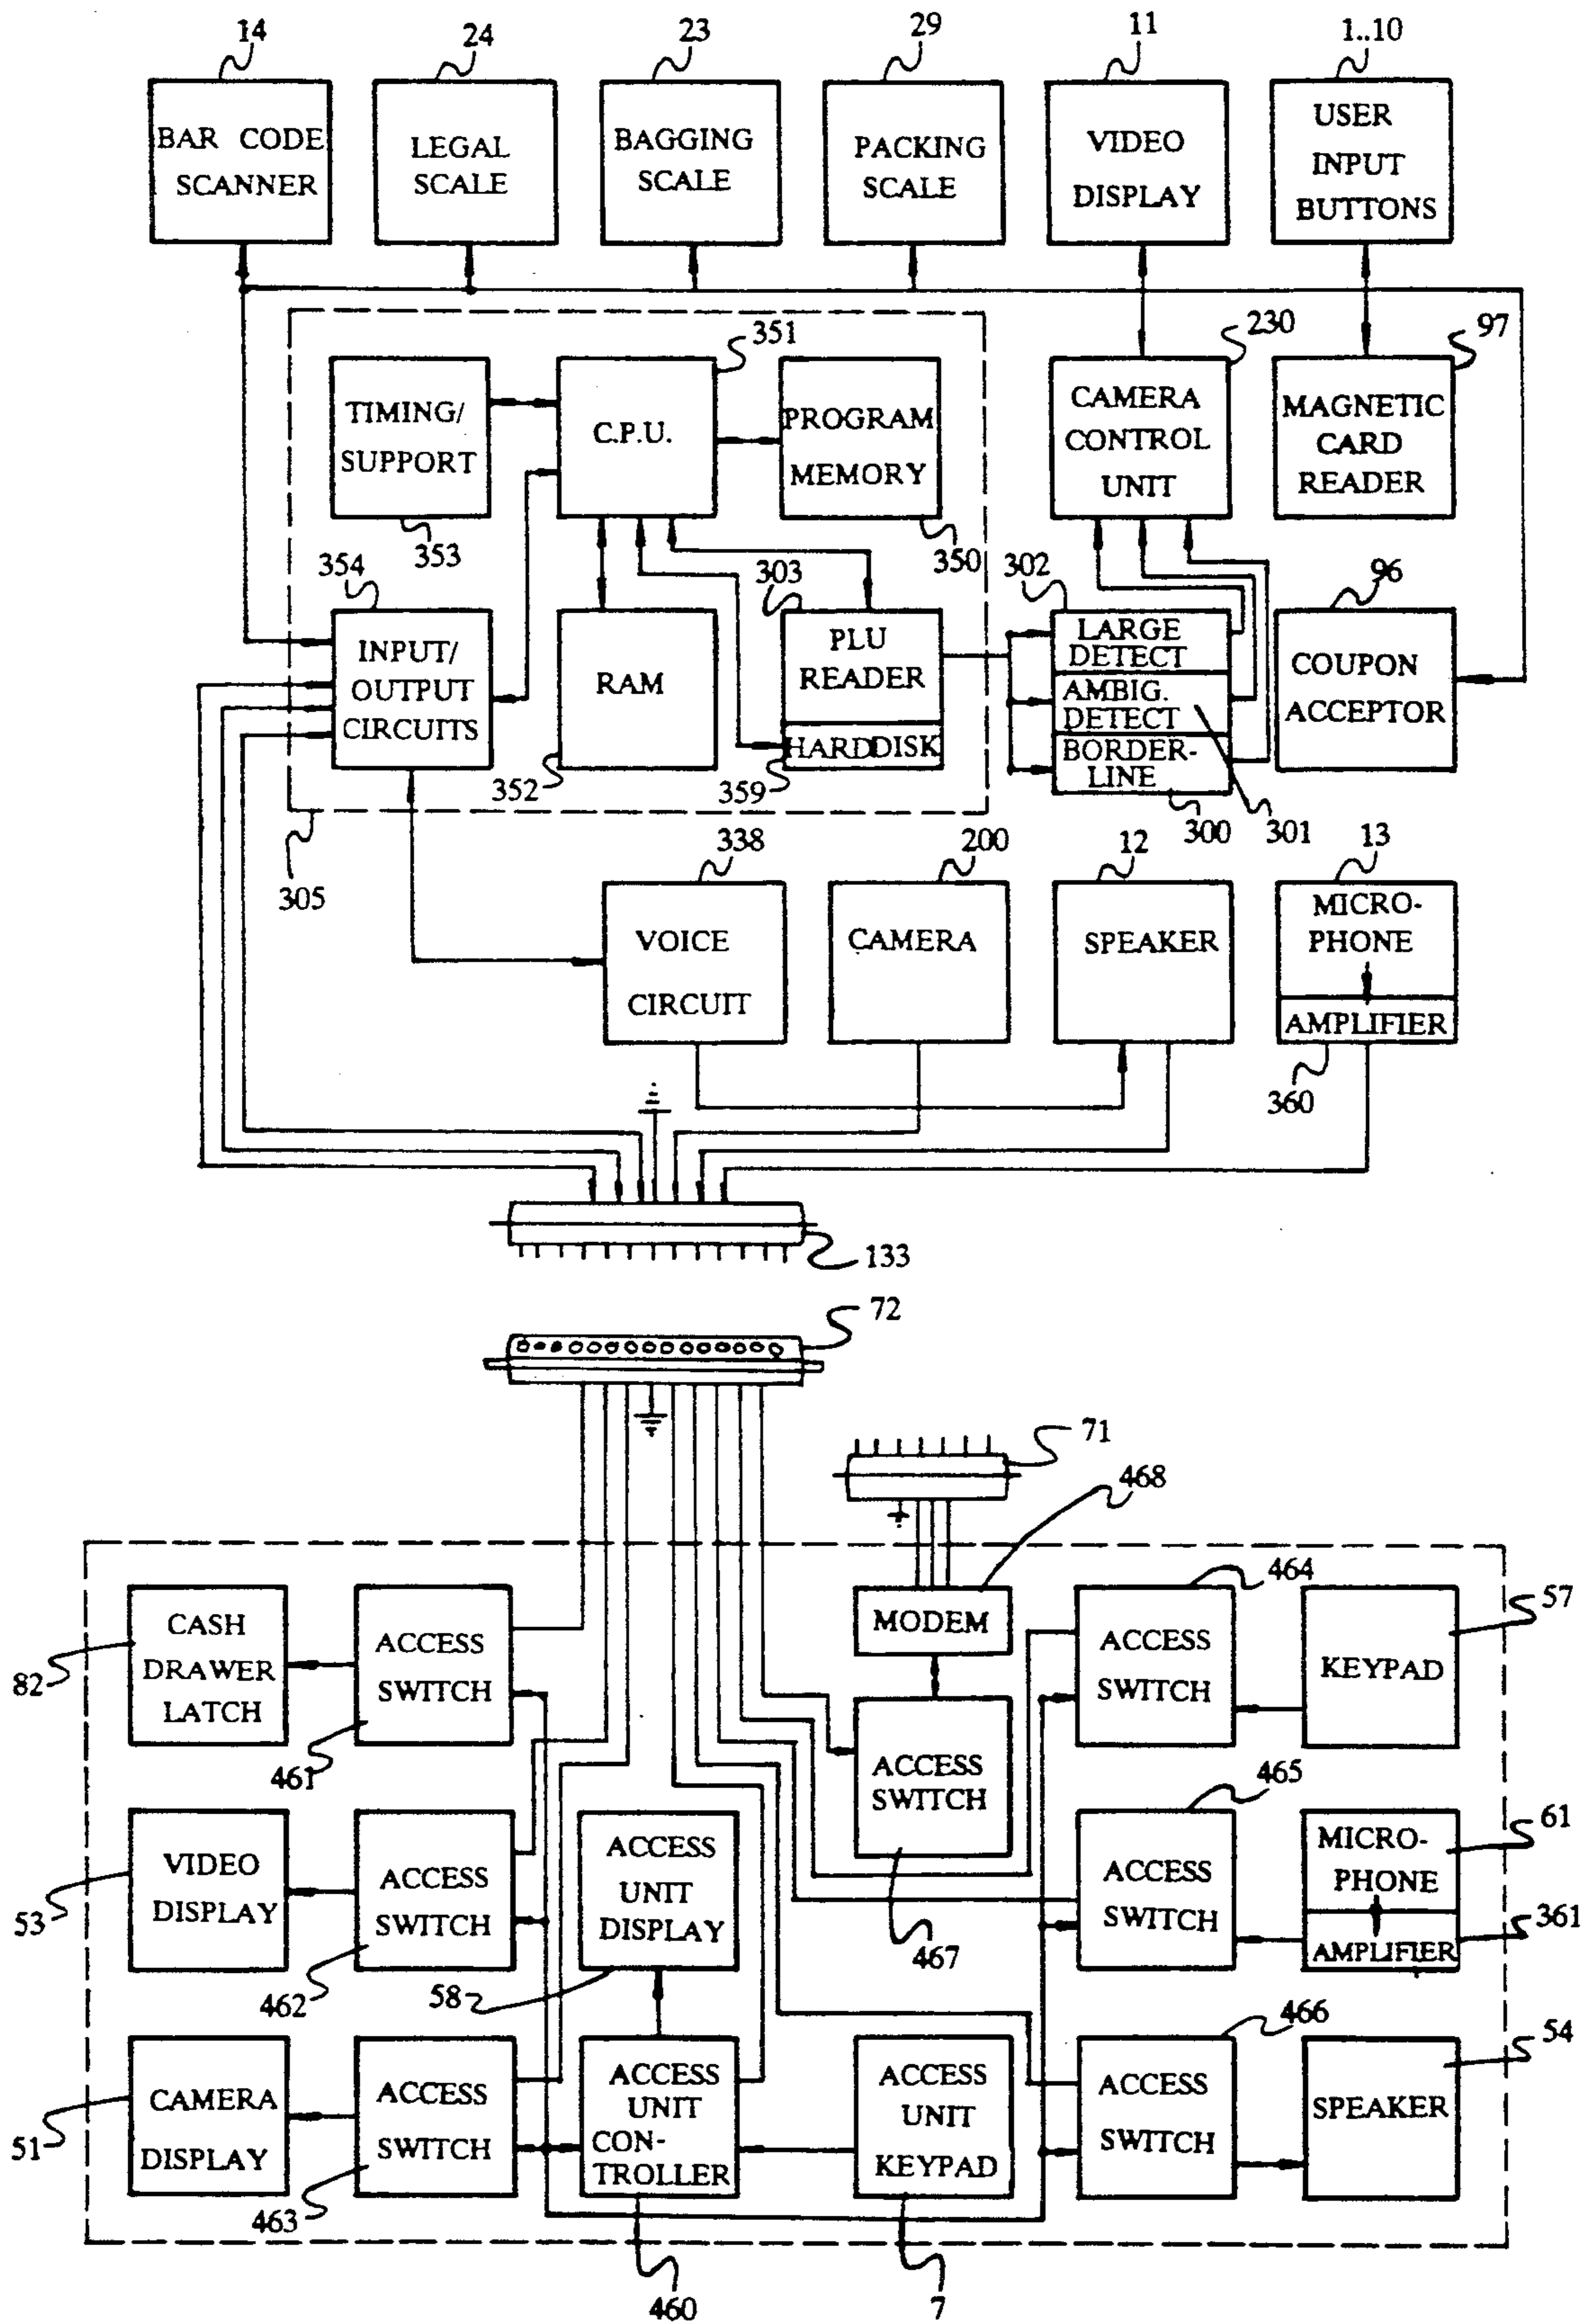 14
24
23
29
11
1..10
BAR CODE
SCANNER
LEGAL
SCALE
BAGGING
SCALE
PACKING
SCALE
VIDEO
DISPLAY
USER
INPUT
BUTTONS
351
230
97
TIMING/
SUPPORT
C.P.U.
PROGRAM
MEMORY
CAMERA
CONTROL
UNIT
MAGNETIC
CARD
READER
353
350
354
303
302
96
INPUT/
OUTPUT
CIRCUITS
RAM
PLU
READER
HARDDISK
LARGE
DETECT
AMBIG.
DETECT
BORDER-
LINE
COUPON
ACCEPTOR
352
359
300
301
305
338
200
12
13
VOICE
CIRCUIT
CAMERA
SPEAKER
MICRO-
PHONE
AMPLIFIER
360
133
72
71
468
464
57
CASH
DRAWER
LATCH
ACCESS
SWITCH
MODEM
ACCESS
SWITCH
KEYPAD
82
461
ACCESS
SWITCH
465
61
VIDEO
DISPLAY
ACCESS
SWITCH
ACCESS
UNIT
DISPLAY
ACCESS
SWITCH
MICRO-
PHONE
AMPLIFIER
361
53
462
58
467
466
54
CAMERA
DISPLAY
ACCESS
SWITCH
ACCESS
UNIT
CON-
TROLLER
ACCESS
UNIT
KEYPAD
ACCESS
SWITCH
SPEAKER
51
463
460
7